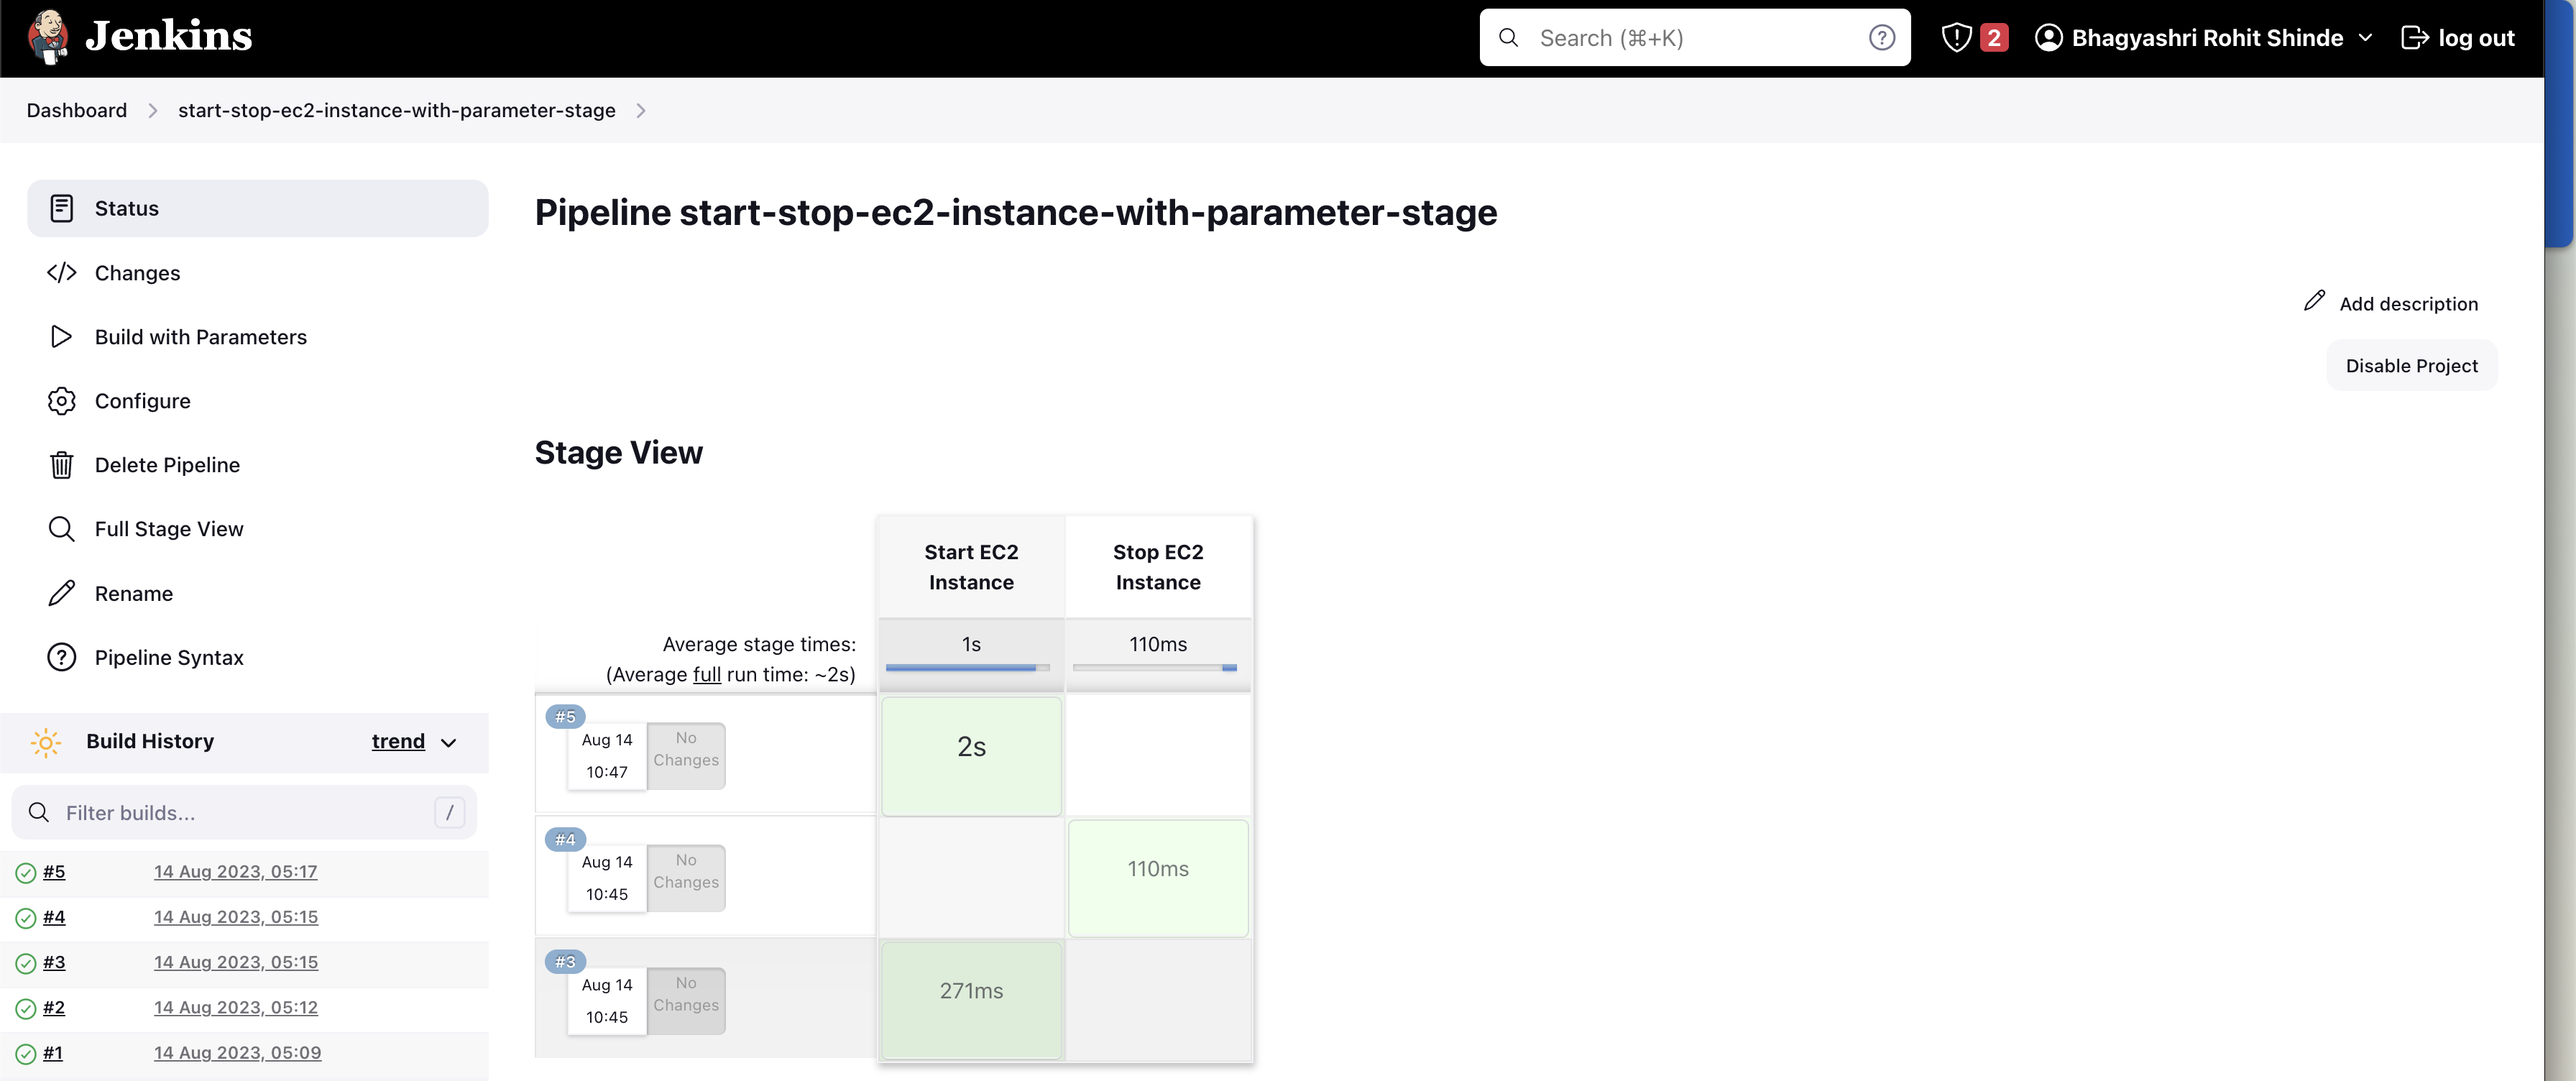 Jenkins
Search (⌘+K)
?
2
Bhagyashri Rohit Shinde
log out
Dashboard
start-stop-ec2-instance-with-parameter-stage
Status
Changes
Build with Parameters
Configure
Delete Pipeline
Full Stage View
Rename
? Pipeline Syntax
Build History
trend
Filter builds...
/
#5 14 Aug 2023, 05:17
#4 14 Aug 2023, 05:15
#3 14 Aug 2023, 05:15
#2 14 Aug 2023, 05:12
#1 14 Aug 2023, 05:09
Pipeline start-stop-ec2-instance-with-parameter-stage
Add description
Disable Project
Stage View
Start EC2
Instance
Stop EC2
Instance
Average stage times:
(Average full run time: ~2s)
1s
110ms
#5
Aug 14
10:47
No
Changes
2s
#4
Aug 14
10:45
No
Changes
110ms
#3
Aug 14
10:45
No
Changes
271ms